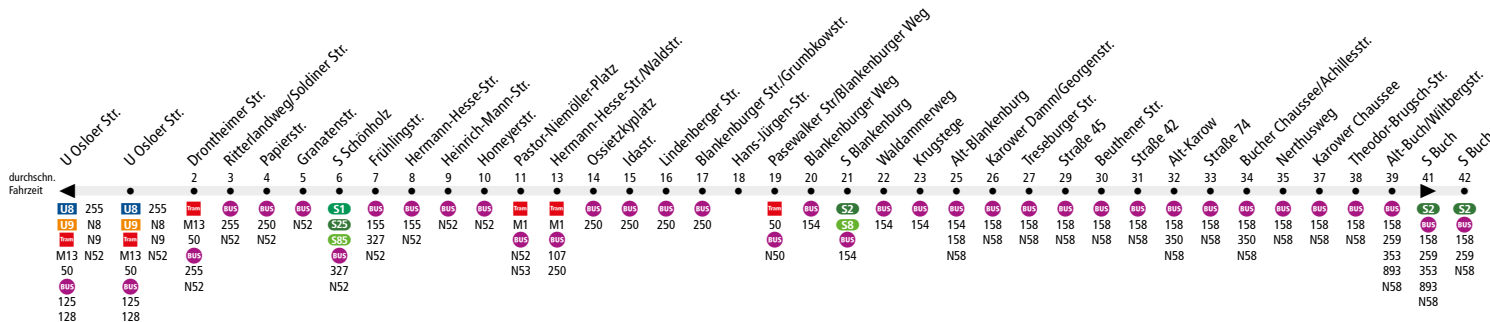 U Osloer Str.
U Osloer Str.
Drontheimer Str.
Ritterlandweg/Soldiner Str.
Papierstr.
Granatenstr.
S Schönholz
Frühlingstr.
Hermann-Hesse-Str.
Heinrich-Mann-Str.
Homeyerstr.
Pastor-Niemöller-Platz
Hermann-Hesse-Str./Waldstr.
Ossietzkyplatz
Idastr.
Lindenberger Str.
Blankenburger Str./Grumbkowstr.
Hans-Jürgen-Str.
Pasewalker Str/Blankenburger Weg
Blankenburger Weg
S Blankenburg
Waldammenweg
Krugstege
Alt-Blankenburg
Karower Damm/Georgenstr.
Treseburger Str.
Straße 45
Beuthener Str.
Straße 42
Alt-Karow
Straße 74
Bucher Chaussee/Achillesstr.
Nerthusweg
Karower Chaussee
Theodor-Brugsch-Str.
Alt-Buch/Wiltbergstr.
S Buch
S Buch
durchschn.
Fahrzeit
2 3 4 5 6 7 8 9 10 11 13 14 15 16 17 18 19 20 21 22 23 25 26 27 29 30 31 32 33 34 35 37 38 39 41 42
U8 255 U8 255 Tram BUS BUS BUS S1 BUS BUS BUS BUS Tram Tram BUS BUS BUS BUS Tram BUS S2 BUS BUS BUS BUS BUS BUS BUS BUS BUS BUS BUS BUS BUS BUS BUS S2 S2
U9 N8 U9 N8 M13 255 250 N52 S25 155 155 N52 N52 M1 M1 250 250 250 250 50 154 S8 154 154 154 158 158 158 158 158 158 158 158 158 158 158 158 BUS BUS
Tram N9 Tram N9 50 N52 N52 S85 327 N52 BUS BUS BUS BUS 158 N58 N58 N58 N58 N58 350 N58 350 N58 N58 N58 259 158 158
M13 N52 M13 N52 BUS BUS N52 N52 107 N50 154 N58 N58 N58 353 259 259
50 50 255 327 N53 250 893 353 N58
BUS BUS N52 N52 N58 893
125 125 N58
128 128